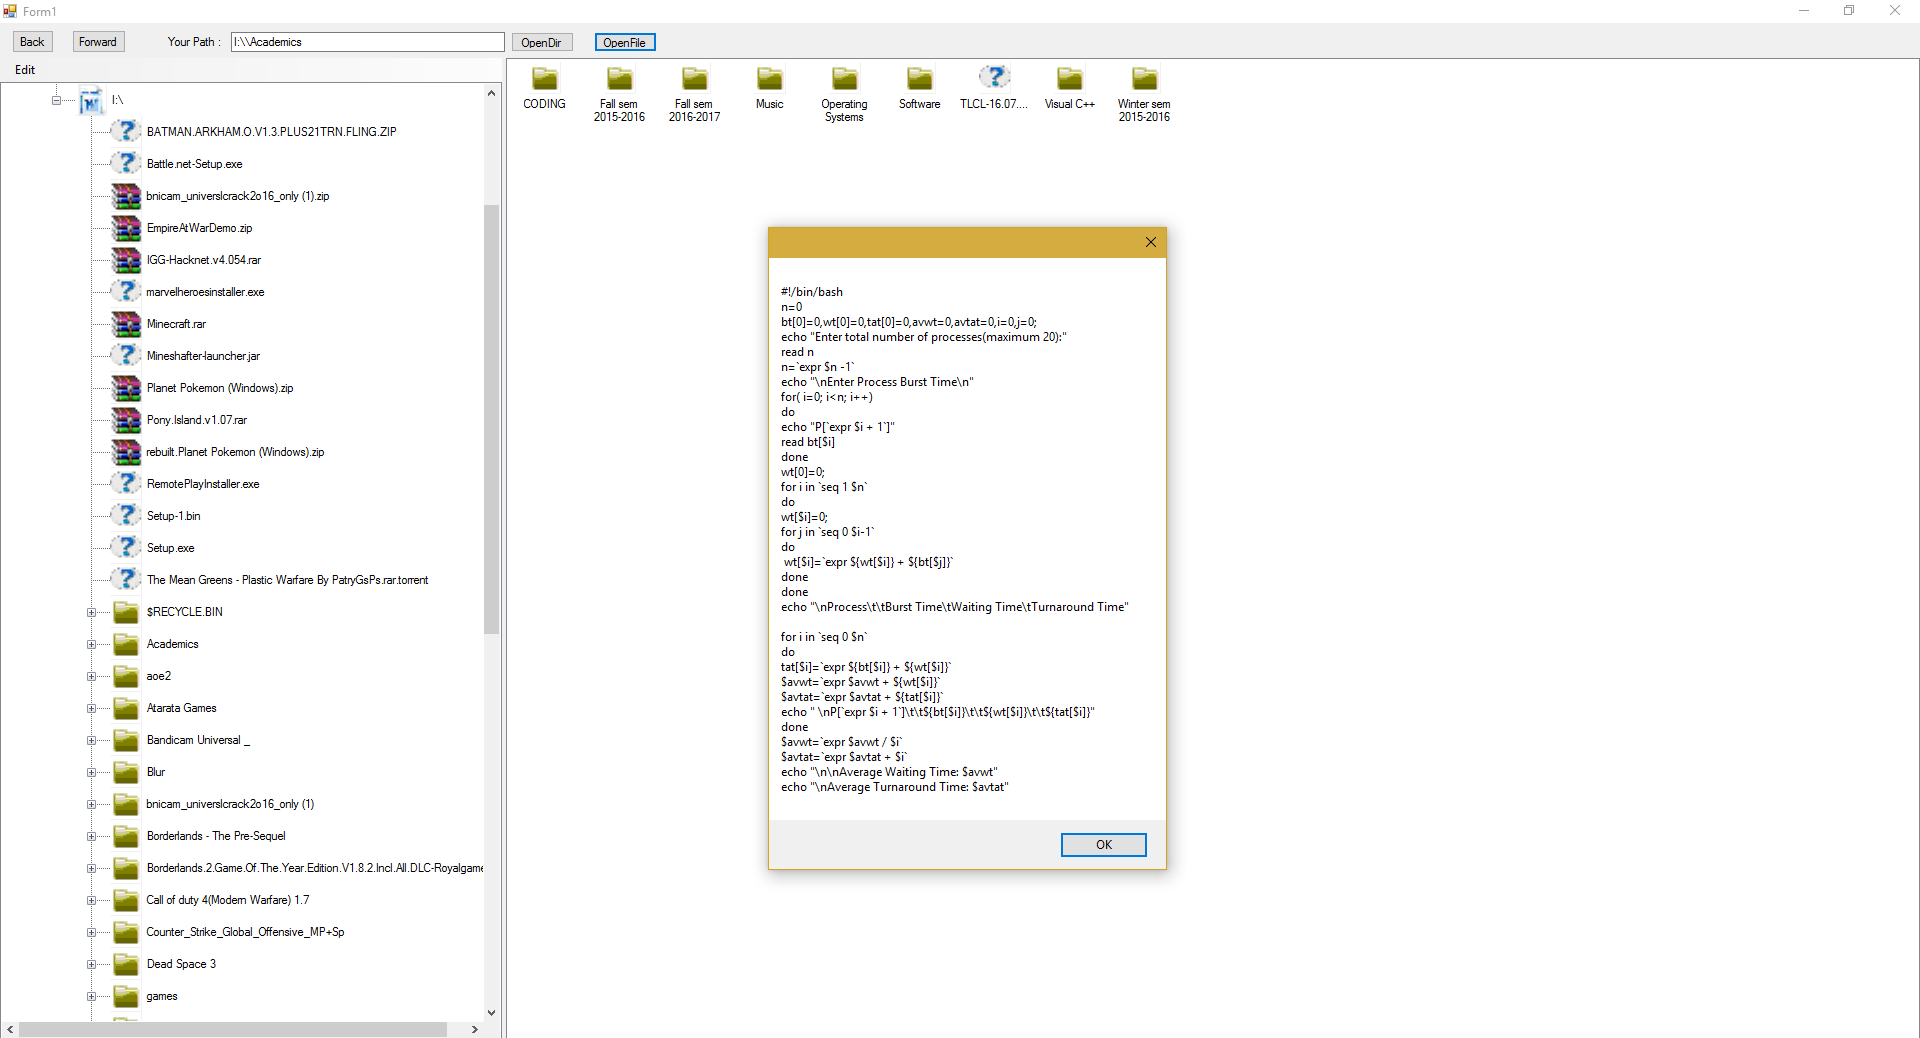 Form1
Back Forward Your Path : I:\\Academics OpenDir OpenFile
Edit
I:\
BATMAN.ARKHAM.O.V1.3.PLUS21TRN.FLING.ZIP
Battle.net-Setup.exe
bnicam_universlcrack2o16_only (1).zip
EmpireAtWarDemo.zip
IGG-Hacknet.v4.054.rar
marvelheroesinstaller.exe
Minecraft.rar
Mineshafter-launcher.jar
Planet Pokemon (Windows).zip
Pony.Island.v1.07.rar
rebuilt.Planet Pokemon (Windows).zip
RemotePlayInstaller.exe
Setup-1.bin
Setup.exe
The Mean Greens - Plastic Warfare By PatryGsPs.rar.torrent
$RECYCLE.BIN
Academics
aoe2
Atarata Games
Bandicam Universal _
Blur
bnicam_universlcrack2o16_only (1)
Borderlands - The Pre-Sequel
Borderlands.2.Game.Of.The.Year.Edition.V1.8.2.Incl.All.DLC-Royalgame
Call of duty 4(Modern Warfare) 1.7
Counter_Strike_Global_Offensive_MP+Sp
Dead Space 3
games
CODING
Fall sem
2015-2016
Fall sem
2016-2017
Music
Operating
Systems
Software
TLCL-16.07....
Visual C++
Winter sem
2015-2016
#!/bin/bash
n=0
bt[0]=0,wt[0]=0,tat[0]=0,avwt=0,avtat=0,i=0,j=0;
echo "Enter total number of processes(maximum 20):"
read n
n=`expr $n -1`
echo "\nEnter Process Burst Time\n"
for( i=0; i<n; i++)
do
echo "P[`expr $i + 1`]"
read bt[$i]
done
wt[0]=0;
for i in `seq 1 $n`
do
wt[$i]=0;
for j in `seq 0 $i-1`
do
wt[$i]=`expr ${wt[$i]} + ${bt[$j]}`
done
done
echo "\nProcess\t\tBurst Time\tWaiting Time\tTurnaround Time"
for i in `seq 0 $n`
do
tat[$i]=`expr ${bt[$i]} + ${wt[$i]}`
$avwt=`expr $avwt + ${wt[$i]}`
$avtat=`expr $avtat + ${tat[$i]}`
echo " \nP[`expr $i + 1`]\t\t${bt[$i]}\t\t${wt[$i]}\t\t${tat[$i]}"
done
$avwt=`expr $avwt / $i`
$avtat=`expr $avtat + $i`
echo "\n\nAverage Waiting Time: $avwt"
echo "\nAverage Turnaround Time: $avtat"
OK